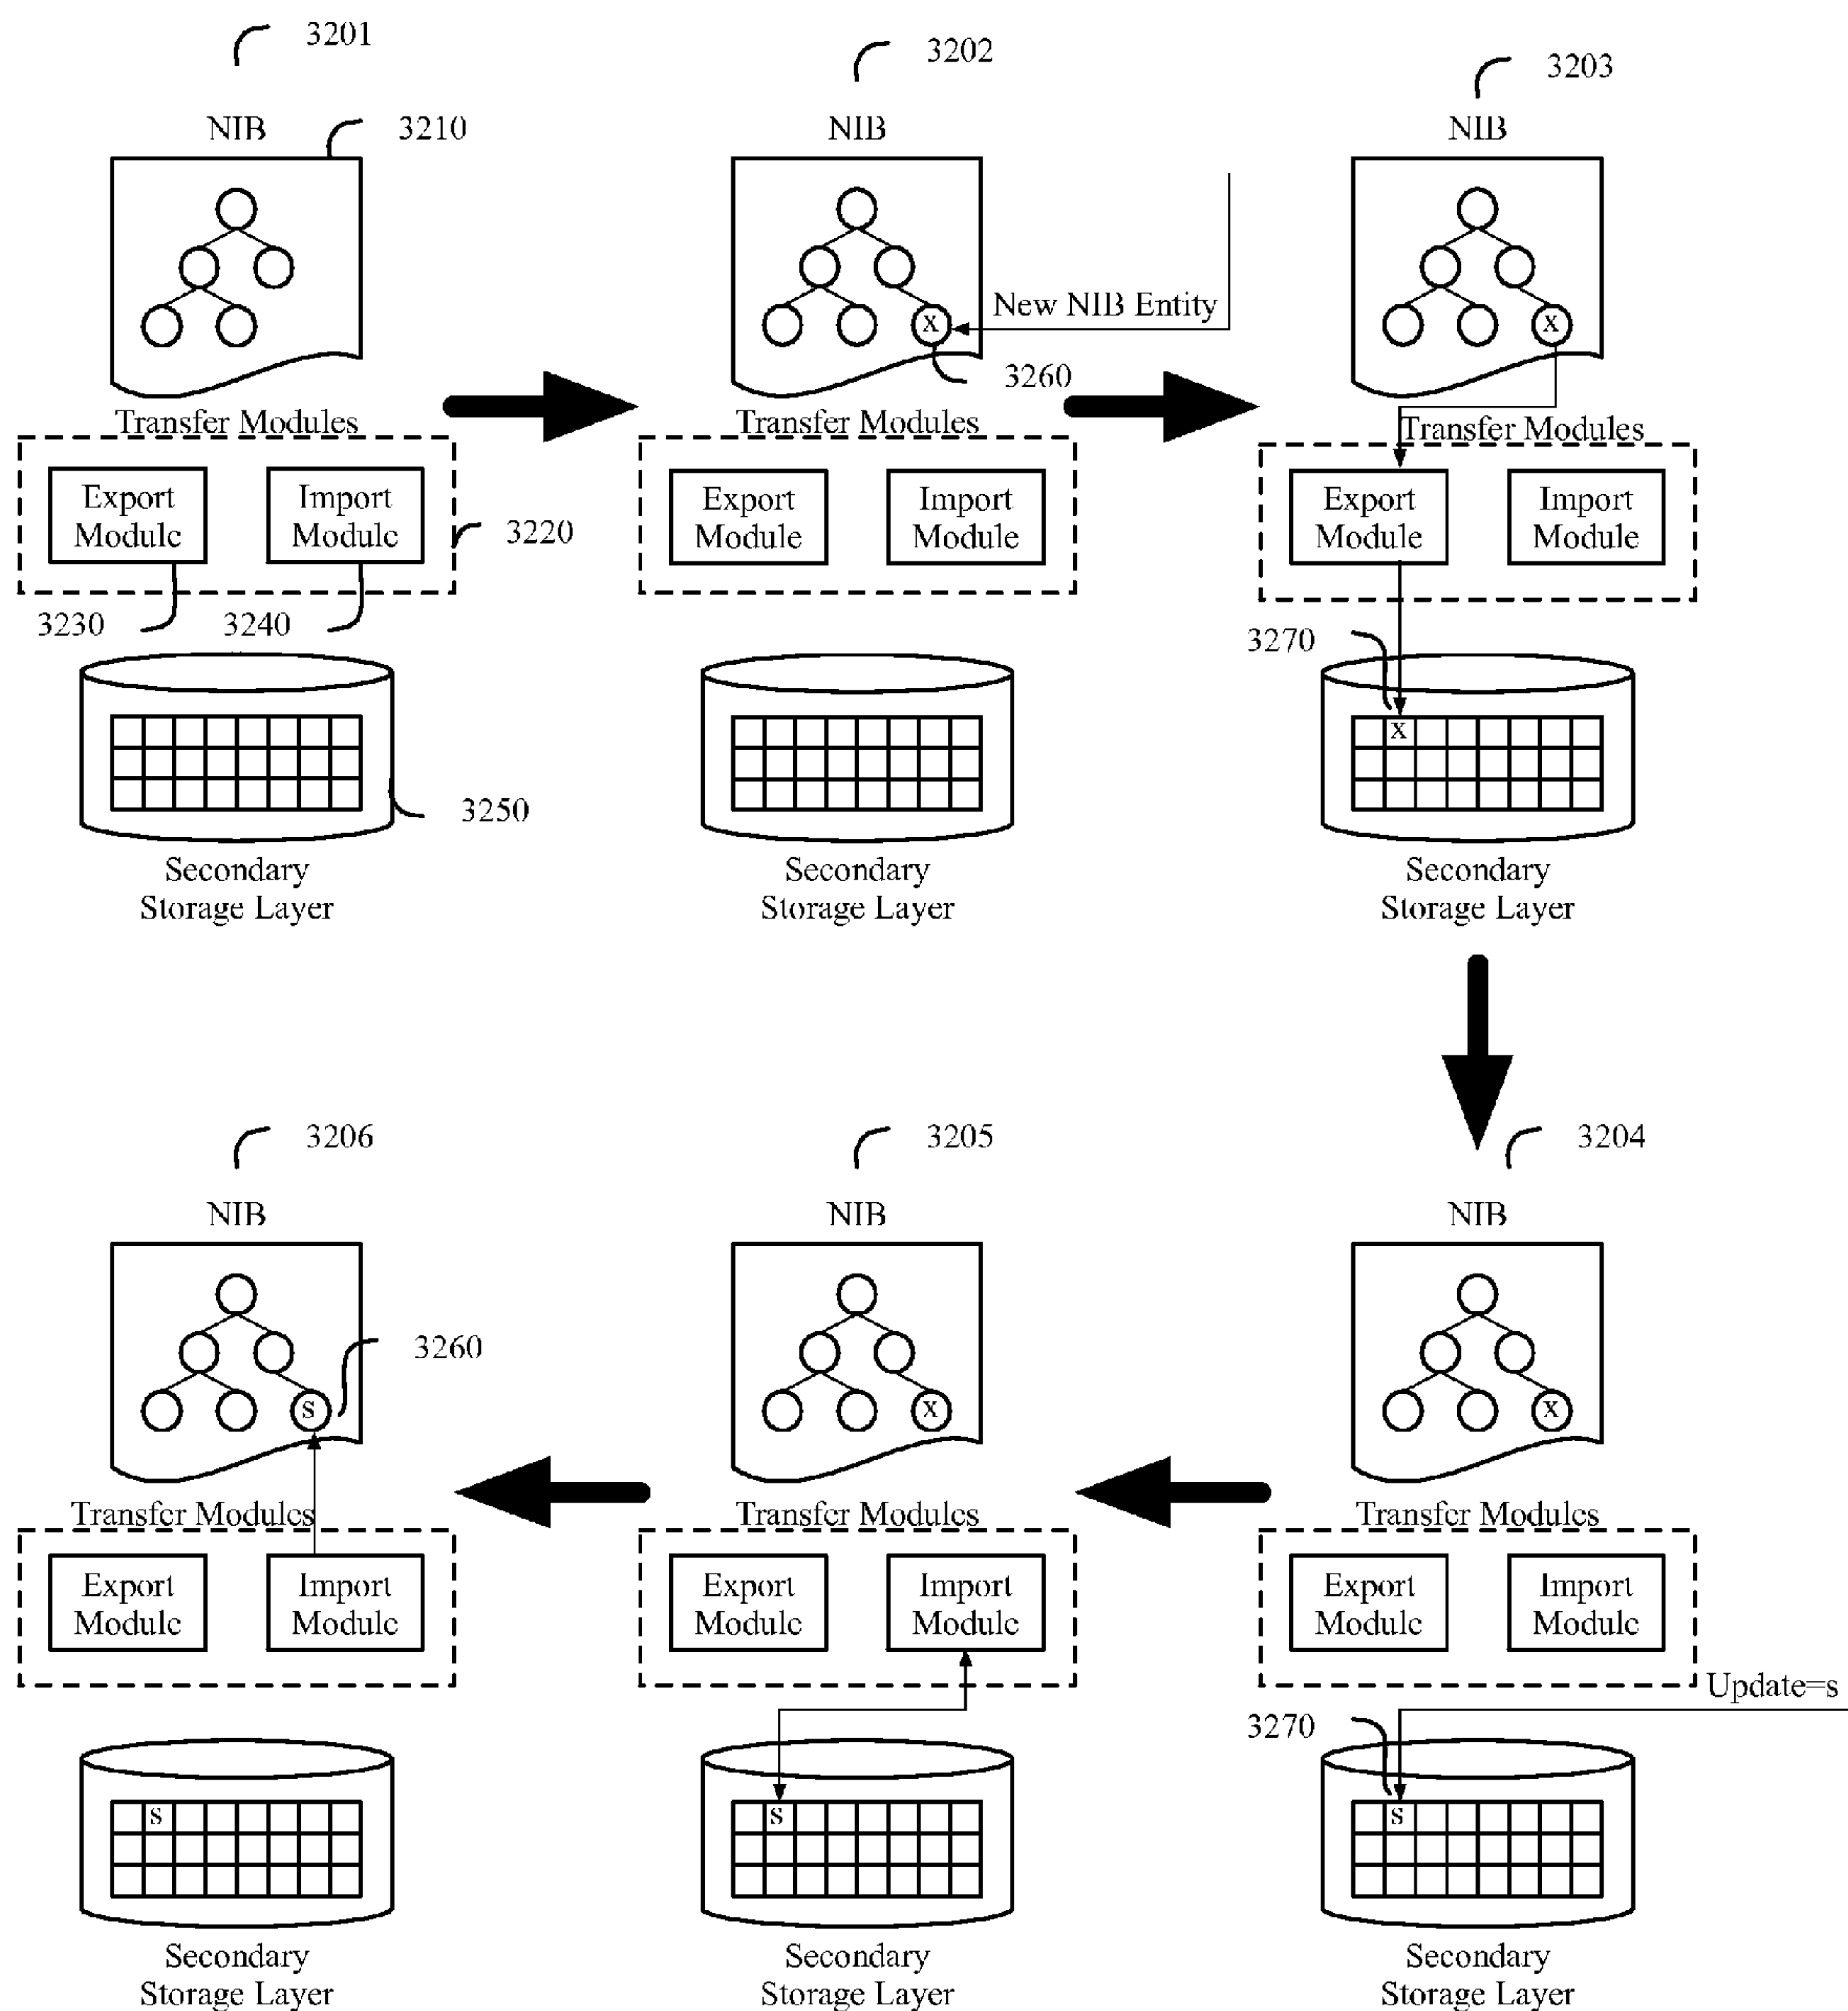 3201
NIB
3210
Transfer Modules
Export
Module
Import
Module
3220
3230
3240
3250
Secondary
Storage Layer
3202
NIB
x
New NIB Entity
3260
Transfer Modules
Export
Module
Import
Module
Secondary
Storage Layer
3203
NIB
x
Transfer Modules
Export
Module
Import
Module
3270
x
Secondary
Storage Layer
3204
NIB
x
Transfer Modules
Export
Module
Import
Module
Update=s
3270
s
Secondary
Storage Layer
3205
NIB
x
Transfer Modules
Export
Module
Import
Module
s
Secondary
Storage Layer
3206
NIB
3260
s
Transfer Modules
Export
Module
Import
Module
s
Secondary
Storage Layer